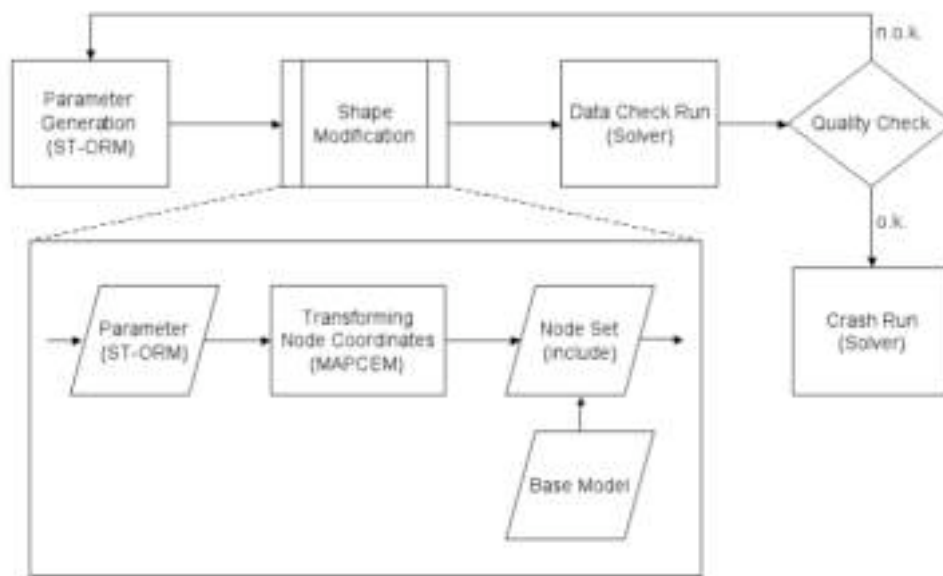 n.o.k.
Parameter
Generation
(ST-ORM)
Shape
Modification
Data Check Run
(Solver)
Quality Check
o.k.
Crash Run
(Solver)
Parameter
(ST-ORM)
Transforming
Node Coordinates
(MAPCEM)
Node Set
(include)
Base Model